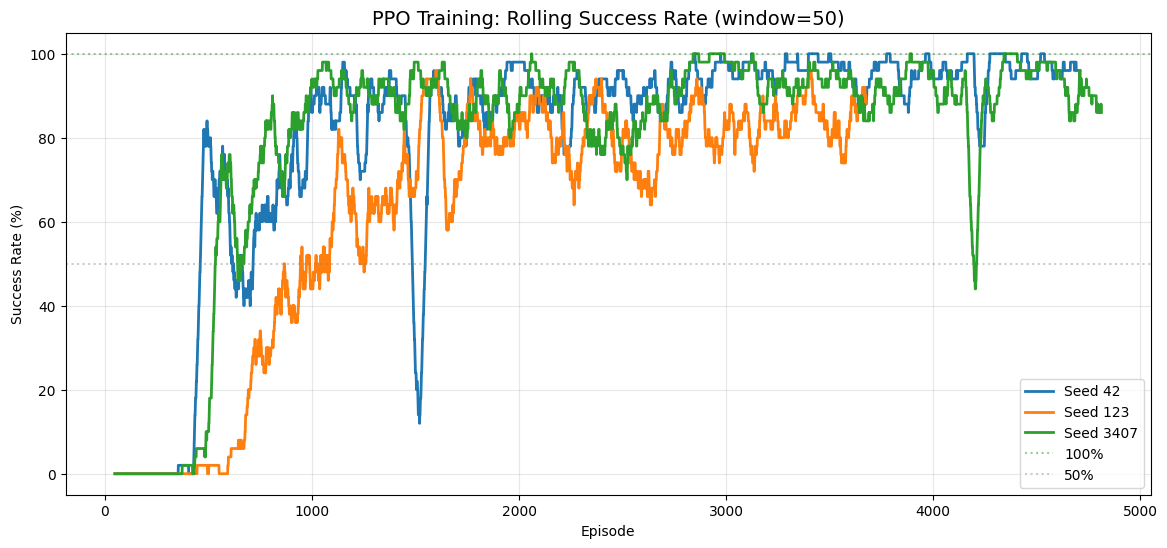 PPO Training: Rolling Success Rate (window=50)
100
80
60
40
20
0
Success Rate (%)
0
1000
2000
3000
4000
5000
Episode
Seed 42
Seed 123
Seed 3407
100%
50%